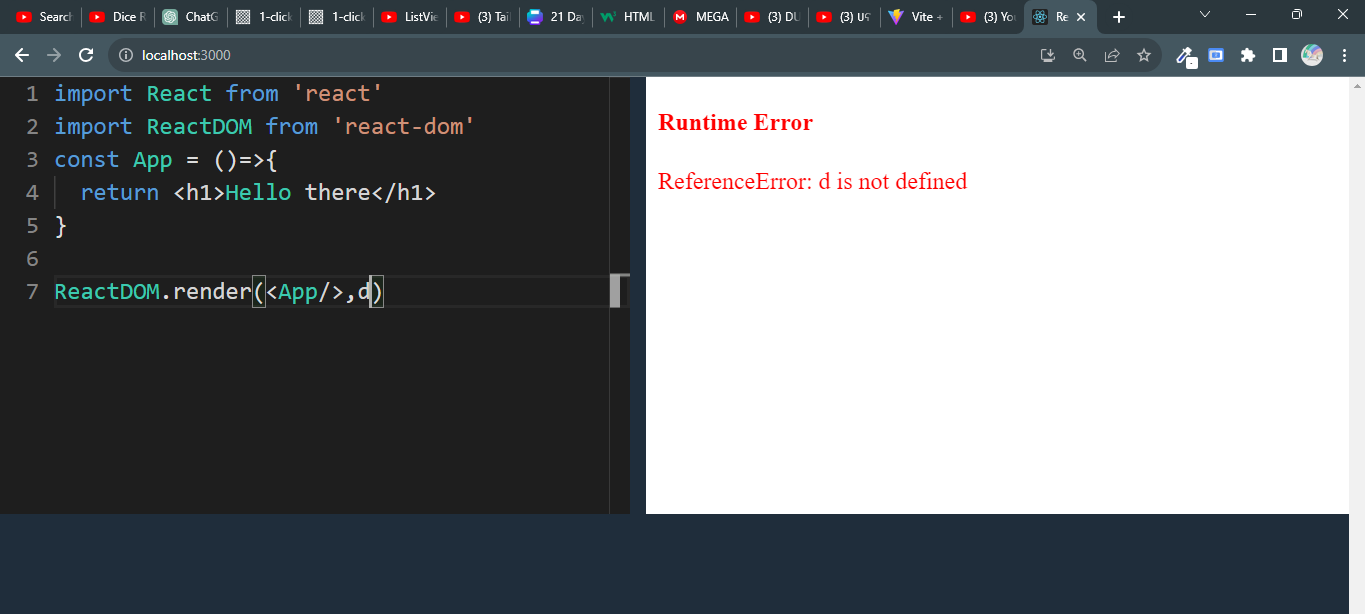 Search
Dice R
ChatG
1-click
1-click
ListVie
(3) Tai
21 Da
HTML
MEGA
(3) DU
Vite +
(3) You
Re
localhost:3000
1 import React from 'react'
2 import ReactDOM from 'react-dom'
3 const App = ()=>{
4 return <h1>Hello there</h1>
5 }
6
7 ReactDOM.render(<App/>,d)
Runtime Error
ReferenceError: d is not defined